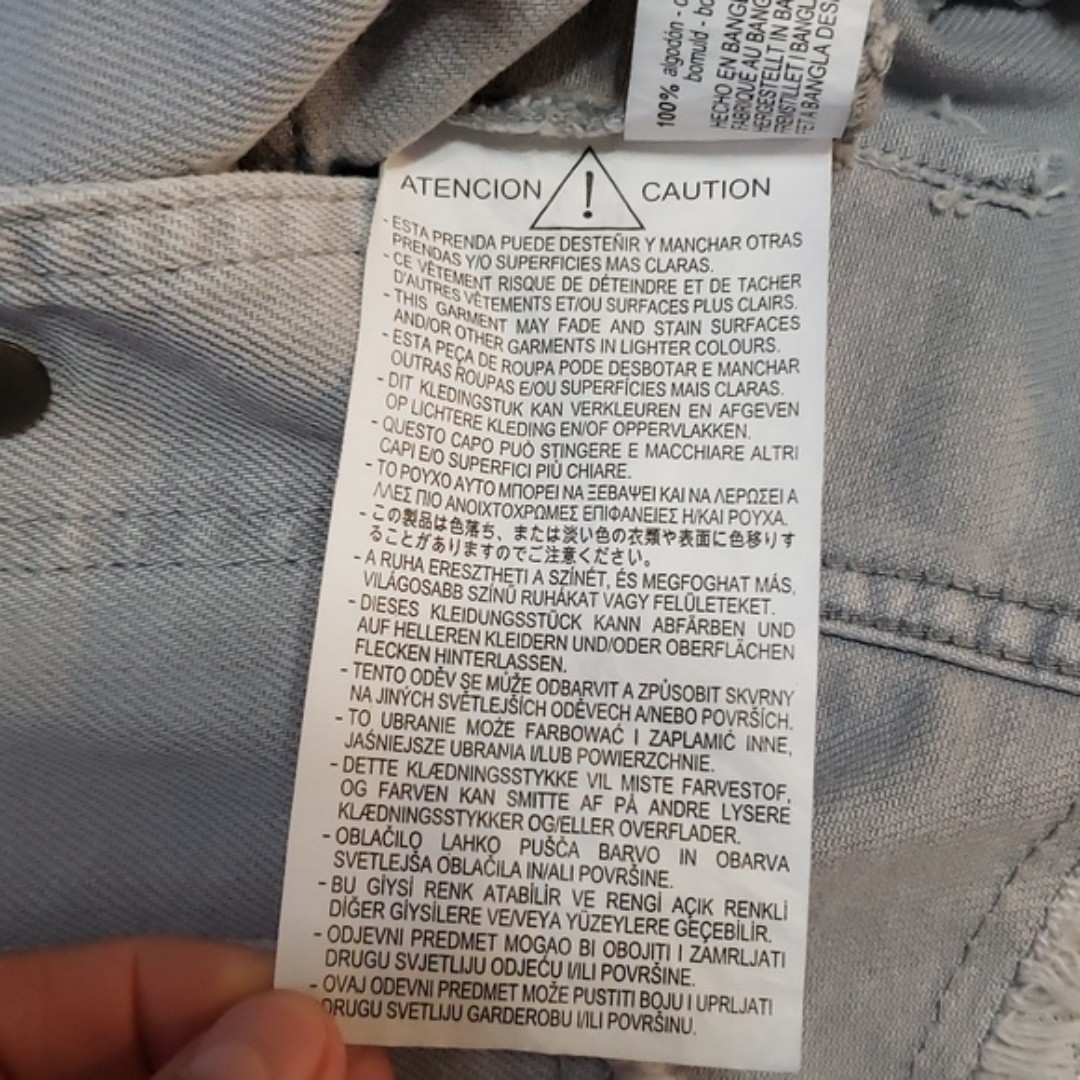 100% algodón
bomuld - bo
HECHO EN BANG
FABRIQUE AU BANG
HERGESTELLT IN BA
FREMSTILLET I BANGL
BANGLA DES
ATENCION ! CAUTION
- ESTA PRENDA PUEDE DESTEÑIR Y MANCHAR OTRAS
PRENDAS Y/O SUPERFICIES MAS CLARAS.
- CE VÊTEMENT RISQUE DE DÉTEINDRE ET DE TACHER
D'AUTRES VÊTEMENTS ET/OU SURFACES PLUS CLAIRS.
- THIS GARMENT MAY FADE AND STAIN SURFACES
AND/OR OTHER GARMENTS IN LIGHTER COLOURS.
- ESTA PEÇA DE ROUPA PODE DESBOTAR E MANCHAR
OUTRAS ROUPAS E/OU SUPERFÍCIES MAIS CLARAS.
- DIT KLEDINGSTUK KAN VERKLEUREN EN AFGEVEN
OP LICHTERE KLEDING EN/OF OPPERVLAKKEN.
- QUESTO CAPO PUÒ STINGERE E MACCHIARE ALTRI
CAPI E/O SUPERFICI PIÙ CHIARE.
- ΤΟ ΡΟΥΧΟ ΑΥΤΟ ΜΠΟΡΕΙ ΝΑ ΞΕΒΑΨΕΙ ΚΑΙ ΝΑ ΛΕΡΩΣΕΙ Α
ΛΛΕΣ ΠΙΟ ΑΝΟΙΧΤΟΧΡΩΜΕΣ ΕΠΙΦΑΝΕΙΕΣ Η/ΚΑΙ ΡΟΥΧΑ.
- この製品は色落ち、または淡い色の衣類や表面に色移りす
ることがありますのでご注意ください。
- A RUHA ERESZTHETI A SZÍNÉT, ÉS MEGFOGHAT MÁS,
VILÁGOSABB SZÍNŰ RUHÁKAT VAGY FELÜLETEKET.
- DIESES KLEIDUNGSSTÜCK KANN ABFÄRBEN UND
AUF HELLEREN KLEIDERN UND/ODER OBERFLÄCHEN
FLECKEN HINTERLASSEN.
- TENTO ODĚV SE MŮŽE ODBARVIT A ZPŮSOBIT SKVRNY
NA JINÝCH SVĚTLEJŠÍCH ODĚVECH A/NEBO POVRŠÍCH.
- TO UBRANIE MOŻE FARBOWAĆ I ZAPLAMIĆ INNE,
JAŚNIEJSZE UBRANIA I/LUB POWIERZCHNIE.
- DETTE KLÆDNINGSSTYKKE VIL MISTE FARVESTOF,
OG FARVEN KAN SMITTE AF PÅ ANDRE LYSERE
KLÆDNINGSSTYKKER OG/ELLER OVERFLADER.
- OBLAČILO LAHKO PUŠČA BARVO IN OBARVA
SVETLEJŠA OBLAČILA IN/ALI POVRŠINE.
- BU GİYSİ RENK ATABİLİR VE RENGİ AÇIK RENKLİ
DİĞER GİYSİLERE VE/VEYA YÜZEYLERE GEÇEBİLİR.
- ODJEVNI PREDMET MOGAO BI OBOJITI I ZAMRLJATI
DRUGU SVJETLIJU ODJEĆU I/ILI POVRŠINE.
- OVAJ ODEVNI PREDMET MOŽE PUSTITI BOJU I UPRLJATI
DRUGU SVETLIJU GARDEROBU I/ILI POVRŠINU.